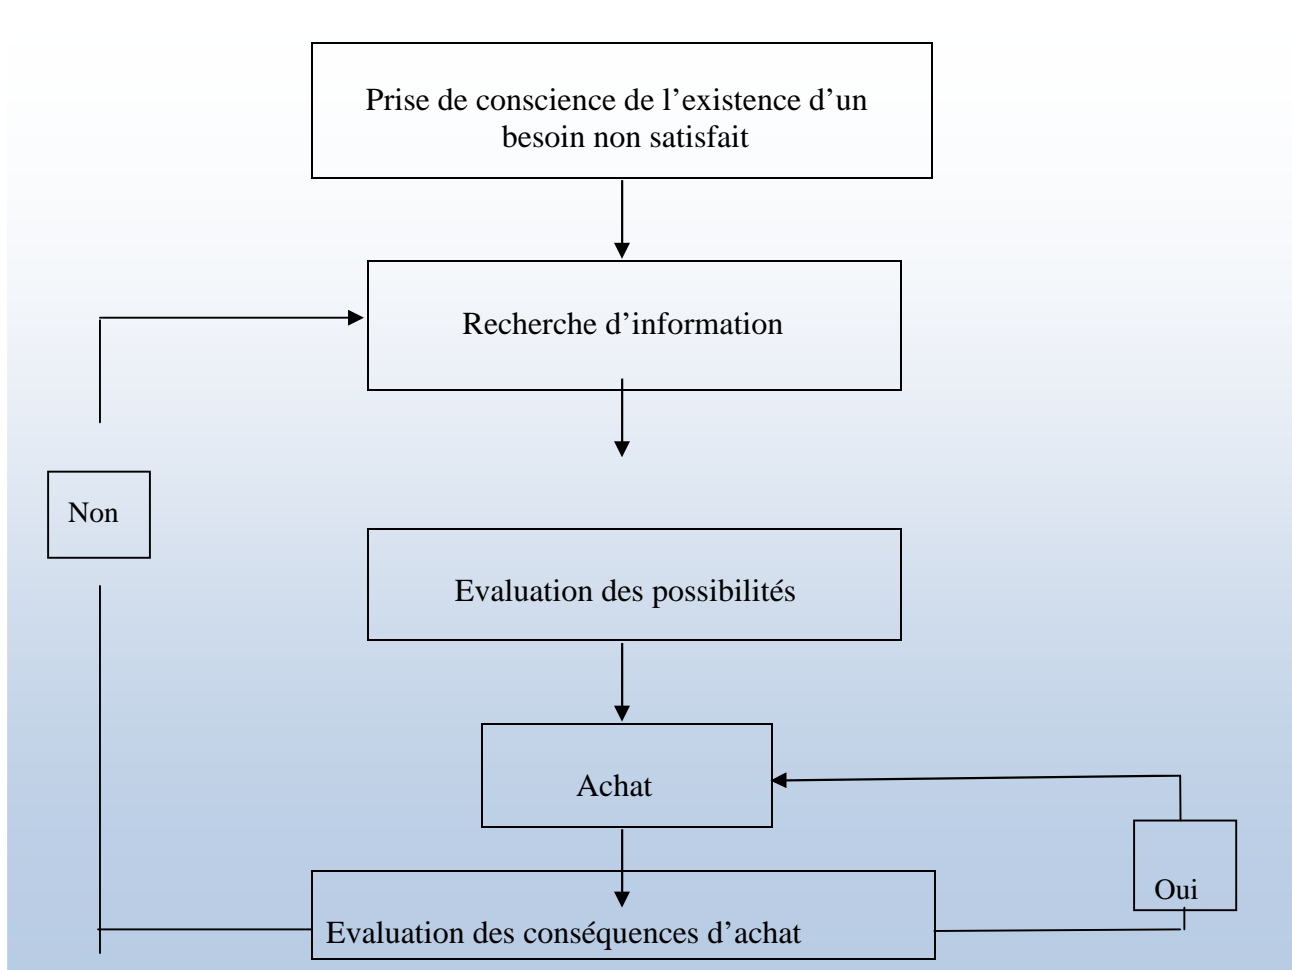 Prise de conscience de l’existence d’un
besoin non satisfait
Recherche d’information
Non
Evaluation des possibilités
Achat
Oui
Evaluation des conséquences d’achat